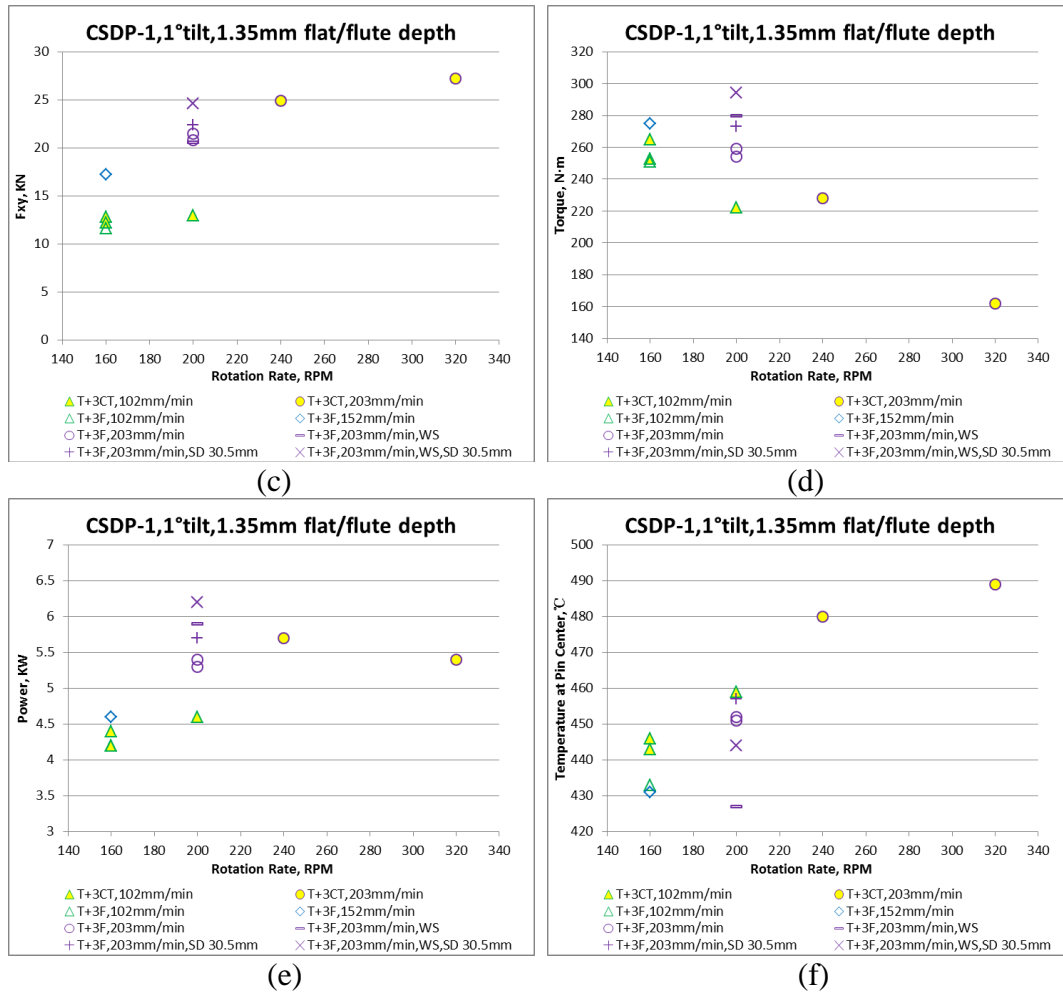 CSDP-1,1°tilt,1.35mm flat/flute depth
30
25
20
15
10
5
0
Fxy, KN
140 160 180 200 220 240 260 280 300 320 340
Rotation Rate, RPM
T+3CT,102mm/min T+3CT,203mm/min
T+3F,102mm/min T+3F,152mm/min
T+3F,203mm/min T+3F,203mm/min,WS
T+3F,203mm/min,SD 30.5mm T+3F,203mm/min,WS,SD 30.5mm
(c)
CSDP-1,1°tilt,1.35mm flat/flute depth
320
300
280
260
240
220
200
180
160
140
Torque, N·m
140 160 180 200 220 240 260 280 300 320 340
Rotation Rate, RPM
T+3CT,102mm/min T+3CT,203mm/min
T+3F,102mm/min T+3F,152mm/min
T+3F,203mm/min T+3F,203mm/min,WS
T+3F,203mm/min,SD 30.5mm T+3F,203mm/min,WS,SD 30.5mm
(d)
CSDP-1,1°tilt,1.35mm flat/flute depth
7
6.5
6
5.5
5
4.5
4
3.5
3
Power, KW
140 160 180 200 220 240 260 280 300 320 340
Rotation Rate, RPM
T+3CT,102mm/min T+3CT,203mm/min
T+3F,102mm/min T+3F,152mm/min
T+3F,203mm/min T+3F,203mm/min,WS
T+3F,203mm/min,SD 30.5mm T+3F,203mm/min,WS,SD 30.5mm
(e)
CSDP-1,1°tilt,1.35mm flat/flute depth
500
490
480
470
460
450
440
430
420
Temperature at Pin Center,℃
140 160 180 200 220 240 260 280 300 320 340
Rotation Rate, RPM
T+3CT,102mm/min T+3CT,203mm/min
T+3F,102mm/min T+3F,152mm/min
T+3F,203mm/min T+3F,203mm/min,WS
T+3F,203mm/min,SD 30.5mm T+3F,203mm/min,WS,SD 30.5mm
(f)